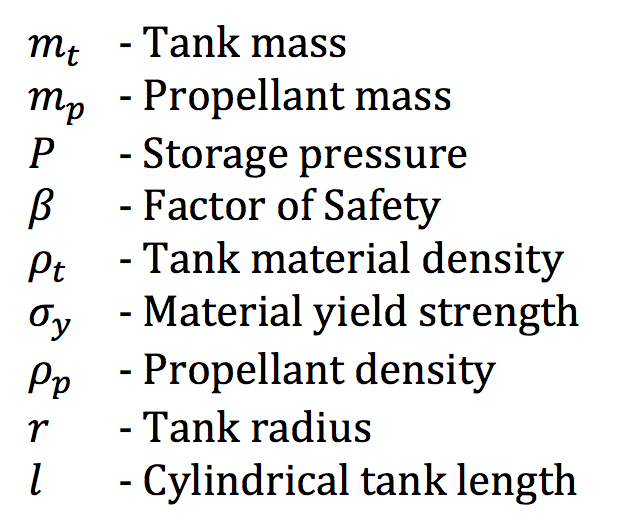 m_t - Tank mass
m_p - Propellant mass
P - Storage pressure
β - Factor of Safety
ρ_t - Tank material density
σ_y - Material yield strength
ρ_p - Propellant density
r - Tank radius
l - Cylindrical tank length